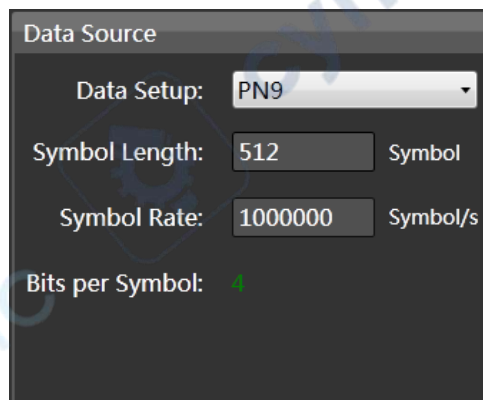 Data Source
Data Setup: PN9
Symbol Length: 512 Symbol
Symbol Rate: 1000000 Symbol/s
Bits per Symbol: 4